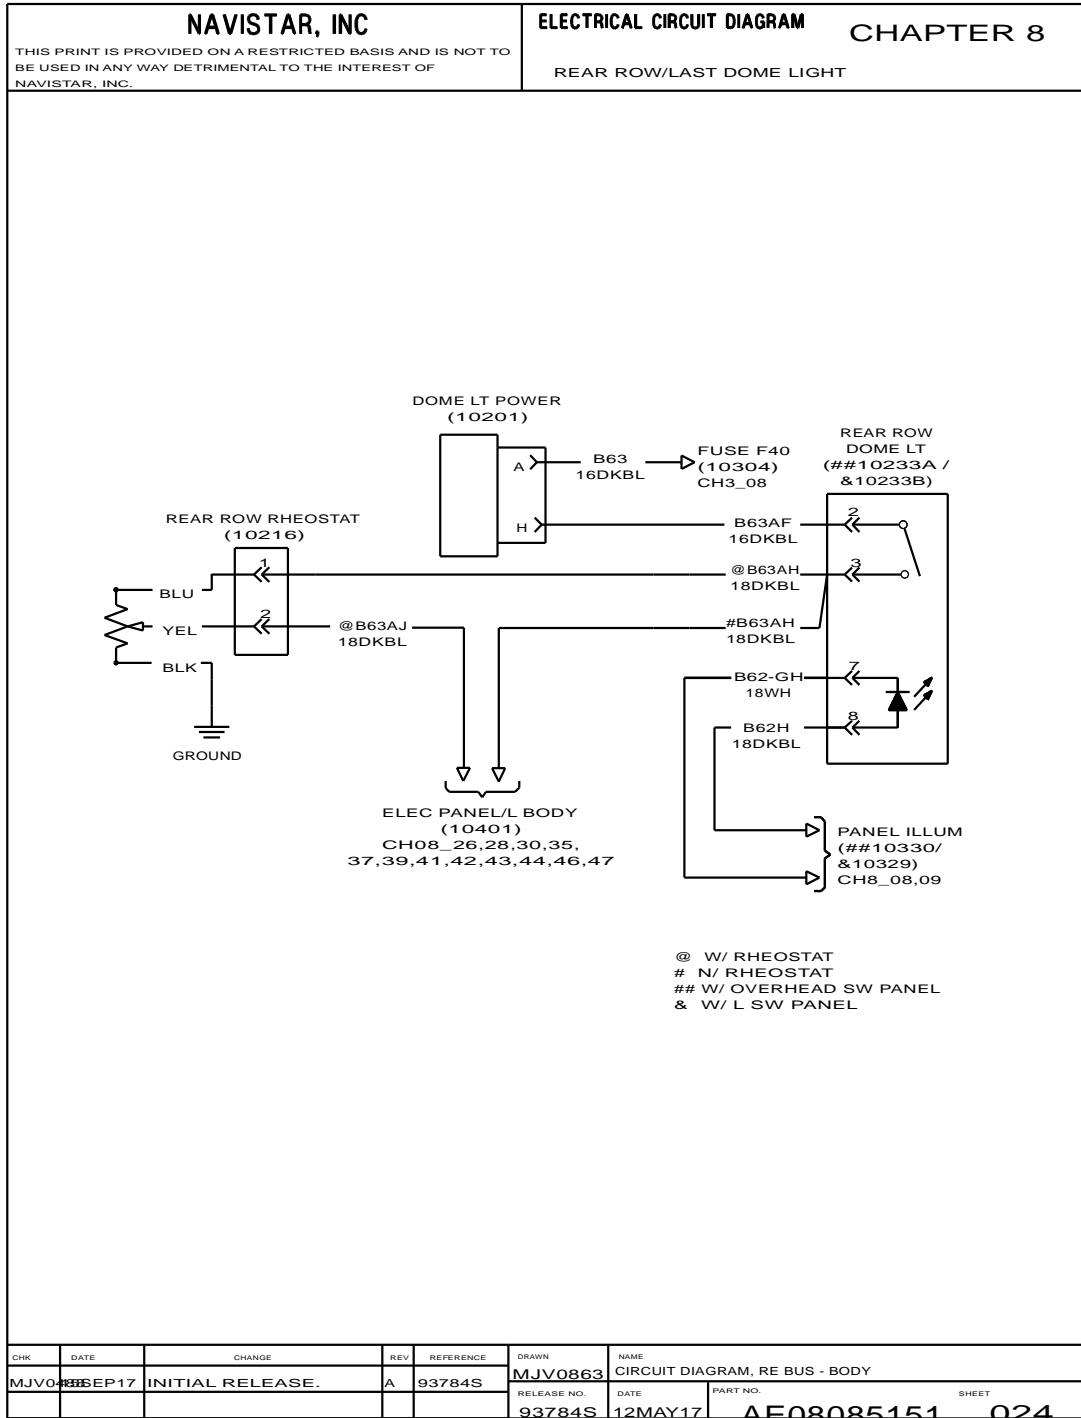 NAVISTAR, INC
THIS PRINT IS PROVIDED ON A RESTRICTED BASIS AND IS NOT TO
BE USED IN ANY WAY DETRIMENTAL TO THE INTEREST OF
NAVISTAR, INC.
ELECTRICAL CIRCUIT DIAGRAM
CHAPTER 8
REAR ROW/LAST DOME LIGHT
DOME LT POWER
(10201)
A
B63
16DKBL
FUSE F40
(10304)
CH3_08
H
REAR ROW
DOME LT
(##10233A /
&10233B)
B63AF
16DKBL
2
@B63AH
18DKBL
3
#B63AH
18DKBL
B62-GH
18WH
7
B62H
18DKBL
8
REAR ROW RHEOSTAT
(10216)
1
BLU
2
YEL
@B63AJ
18DKBL
BLK
GROUND
ELEC PANEL/L BODY
(10401)
CH08_26,28,30,35,
37,39,41,42,43,44,46,47
PANEL ILLUM
(##10330/
&10329)
CH8_08,09
@ W/ RHEOSTAT
# N/ RHEOSTAT
## W/ OVERHEAD SW PANEL
& W/ L SW PANEL
CHK DATE CHANGE REV REFERENCE
INITIAL RELEASE. A 93784S
DRAWN
MJV0863
NAME
CIRCUIT DIAGRAM, RE BUS - BODY
RELEASE NO.
93784S
DATE
12MAY17
PART NO.
AE08085151
SHEET
024